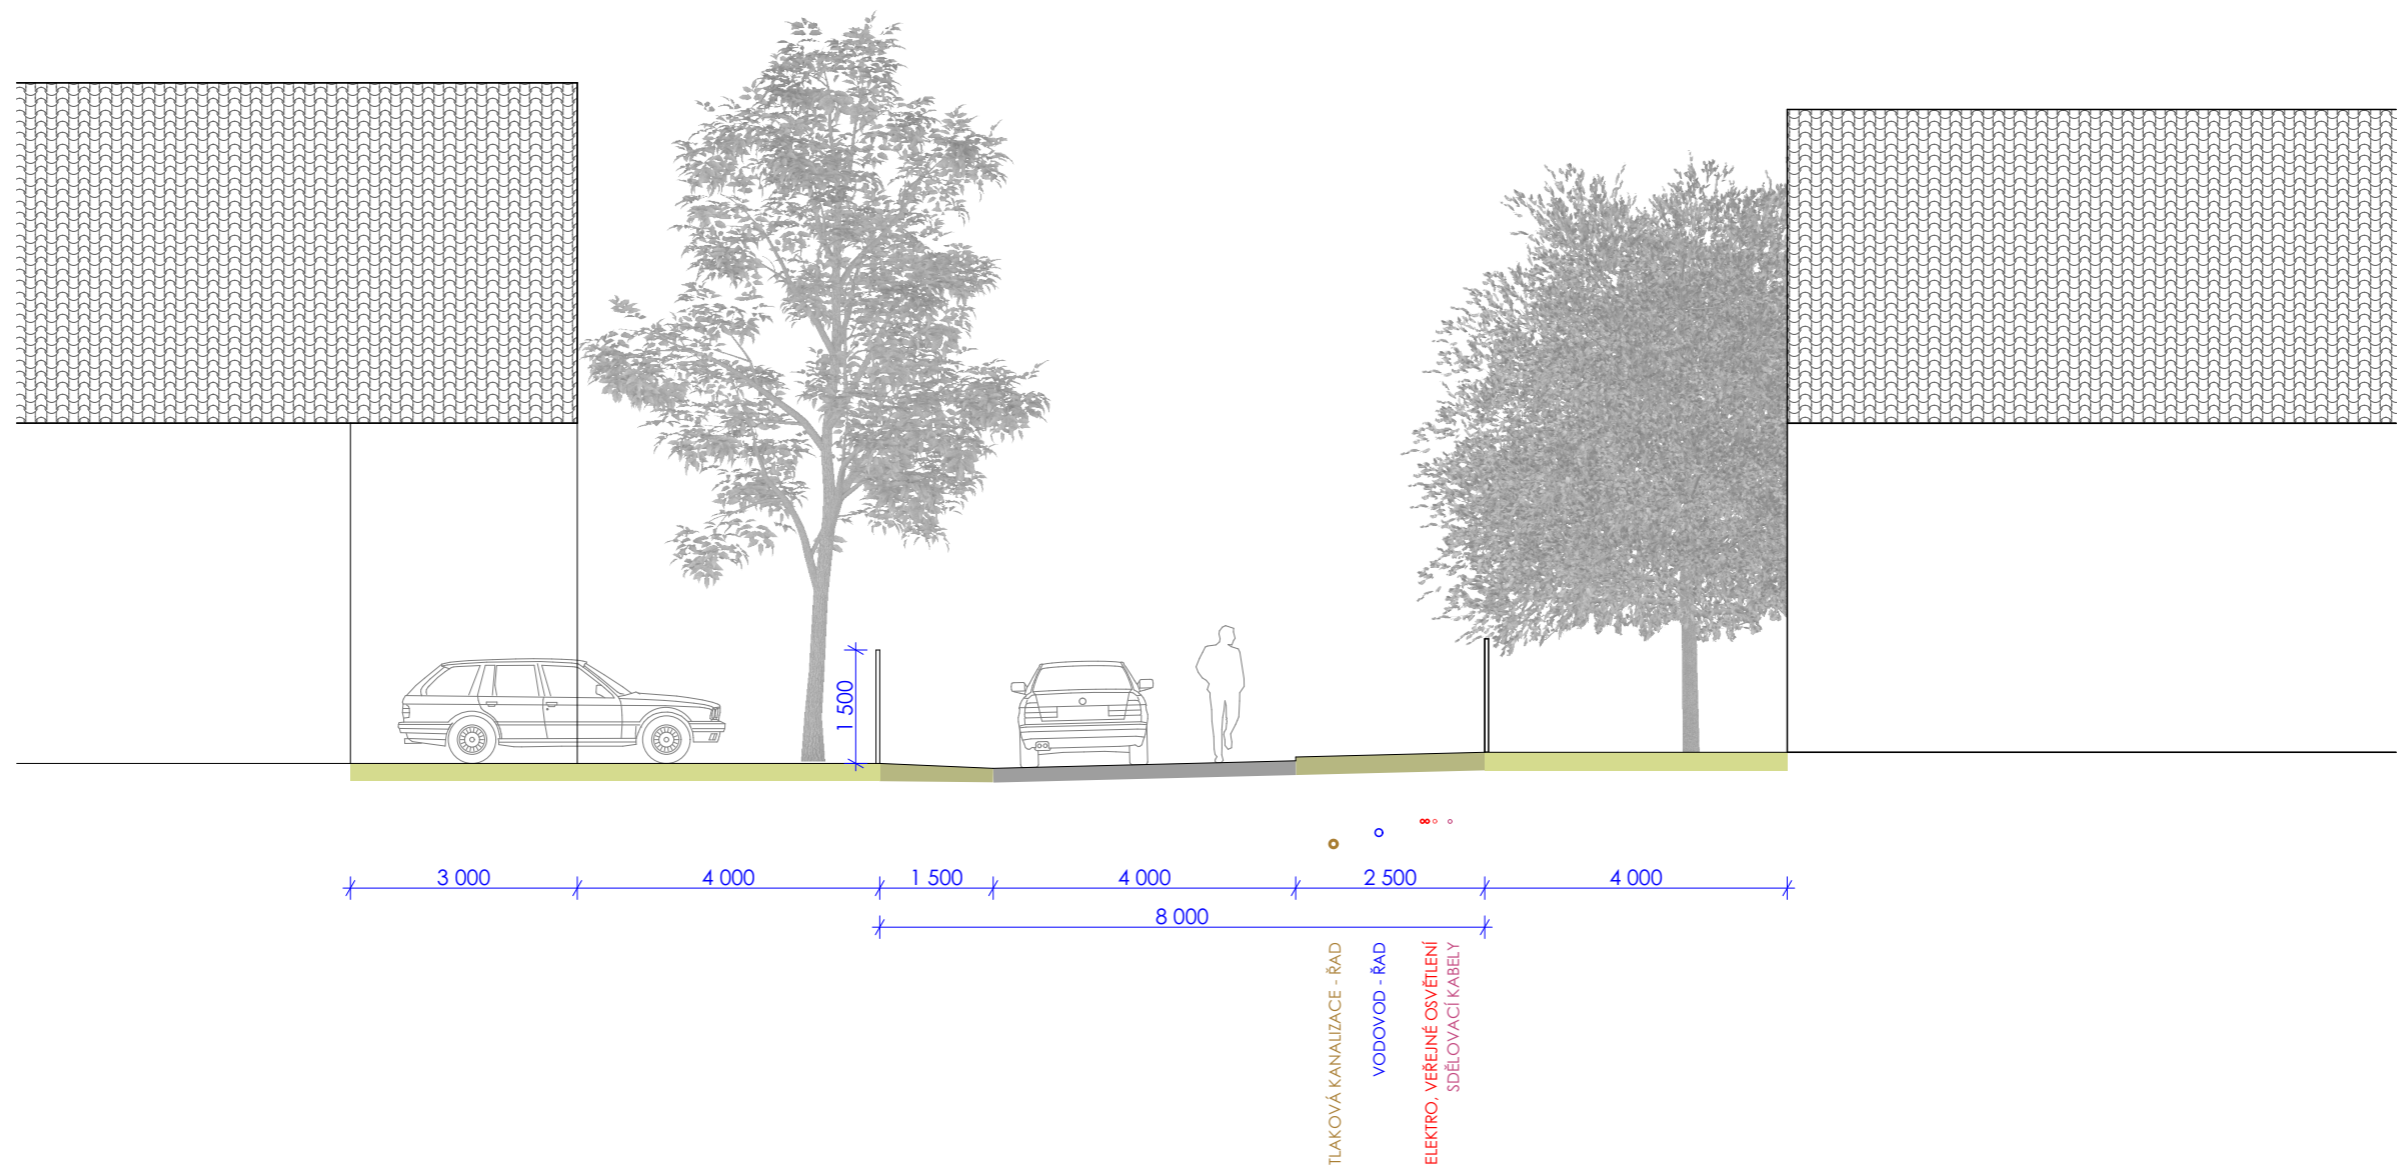 1 500
3 000
4 000
1 500
4 000
2 500
4 000
8 000
TLAKOVÁ KANALIZACE - ŘAD
VODOVOD - ŘAD
ELEKTRO, VEŘEJNÉ OSVĚTLENÍ
SDĚLOVACÍ KABELY